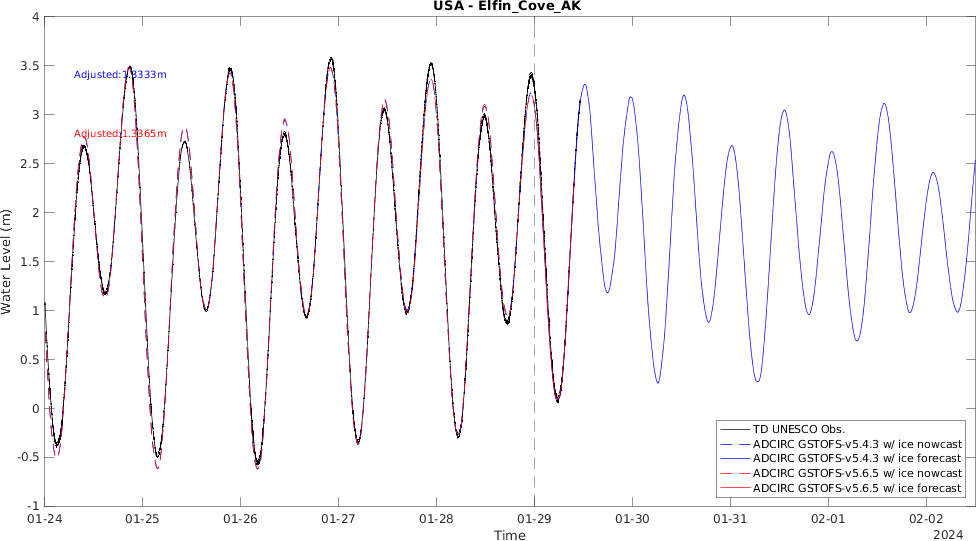 USA - Elfin_Cove_AK
4
3.5
3
2.5
2
1.5
1
0.5
0
-0.5
-1
Water Level (m)
Adjusted:1.3333m
Adjusted:1.3365m
TD UNESCO Obs.
ADCIRC GSTOFS-v5.4.3 w/ ice nowcast
ADCIRC GSTOFS-v5.4.3 w/ ice forecast
ADCIRC GSTOFS-v5.6.5 w/ ice nowcast
ADCIRC GSTOFS-v5.6.5 w/ ice forecast
01-24 01-25 01-26 01-27 01-28 01-29 01-30 01-31 02-01 02-02
Time
2024